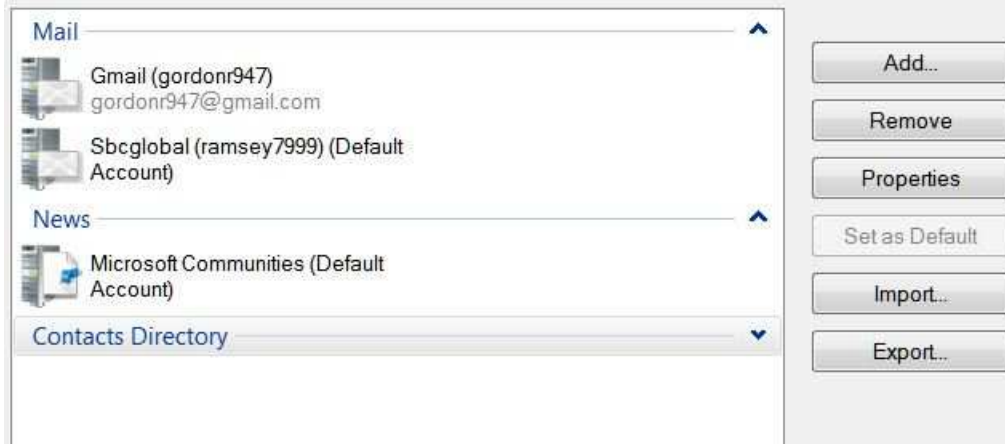 Mail
Gmail (gordonr947)
gordonr947@gmail.com
Sbcglobal (ramsey7999) (Default
Account)
News
Microsoft Communities (Default
Account)
Contacts Directory
Add...
Remove
Properties
Set as Default
Import...
Export...